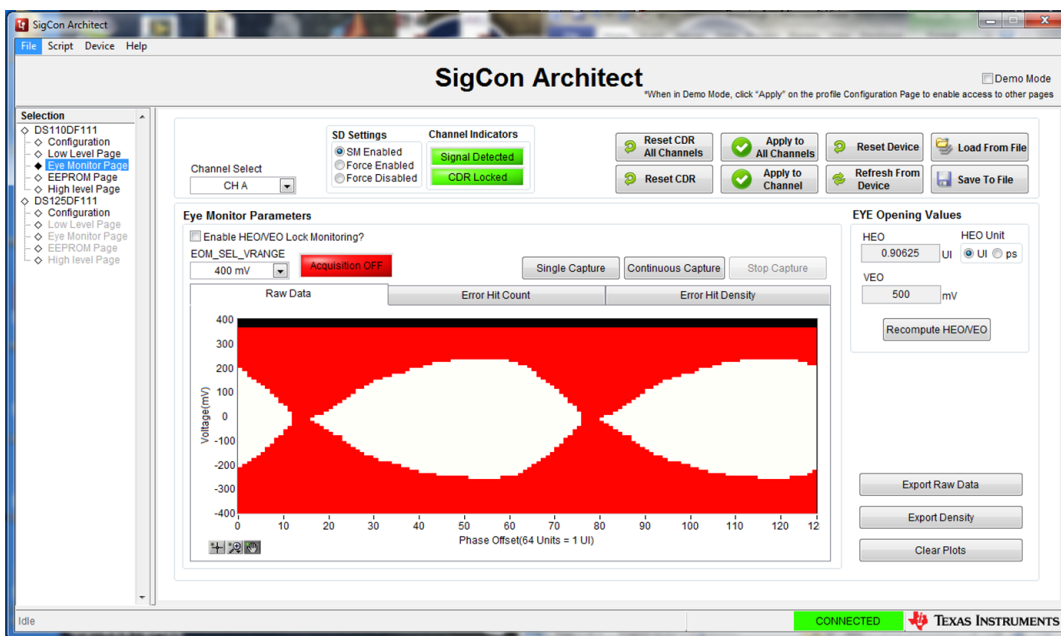 SigCon Architect
File Script Device Help
SigCon Architect
Demo Mode
*When in Demo Mode, click "Apply" on the profile Configuration Page to enable access to other pages
Selection
DS110DF111
Configuration
Low Level Page
Eye Monitor Page
EEPROM Page
High level Page
DS125DF111
Configuration
Low Level Page
Eye Monitor Page
EEPROM Page
High level Page
Channel Select
CH A
SD Settings
SM Enabled
Force Enabled
Force Disabled
Channel Indicators
Signal Detected
CDR Locked
Reset CDR
All Channels
Apply to
All Channels
Reset Device
Load From File
Reset CDR
Apply to
Channel
Refresh From
Device
Save To File
Eye Monitor Parameters
Enable HEO/VEO Lock Monitoring?
EOM_SEL_VRANGE
400 mV
Acquisition OFF
Single Capture
Continuous Capture
Stop Capture
Raw Data
Error Hit Count
Error Hit Density
Voltage(mV)
400
300
200
100
0
-100
-200
-300
-400
0 10 20 30 40 50 60 70 80 90 100 110 120 12
Phase Offset(64 Units = 1 UI)
EYE Opening Values
HEO
0.90625 UI
HEO Unit
UI ps
VEO
500 mV
Recompute HEO/VEO
Export Raw Data
Export Density
Clear Plots
Idle
CONNECTED
TEXAS INSTRUMENTS